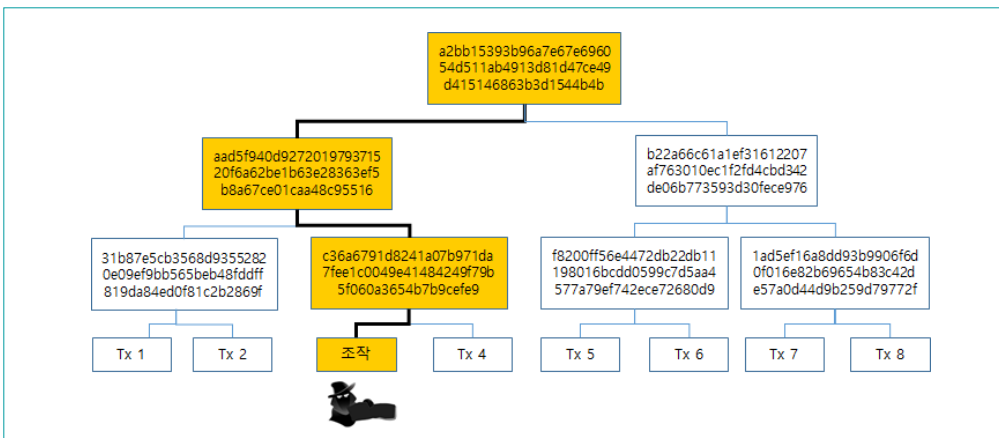 a2bb15393b96a7e67e6960
54d511ab4913d81d47ce49
d415146863b3d1544b4b
aad5f940d9272019793715
20f6a62be1b63e28363ef5
b8a67ce01caa48c95516
b22a66c61a1ef31612207
af763010ec1f2fd4cbd342
de06b773593d30fece976
31b87e5cb3568d9355282
0e09ef9bb565beb48fddff
819da84ed0f81c2b2869f
c36a6791d8241a07b971da
7fee1c0049e41484249f79b
5f060a3654b7b9cefe9
f8200ff56e4472db22db11
198016bcdd0599c7d5aa4
577a79ef742ece72680d9
1ad5ef16a8dd93b9906f6d
0f016e82b69654b83c42d
e57a0d44d9b259d79772f
Tx 1
Tx 2
조작
Tx 4
Tx 5
Tx 6
Tx 7
Tx 8